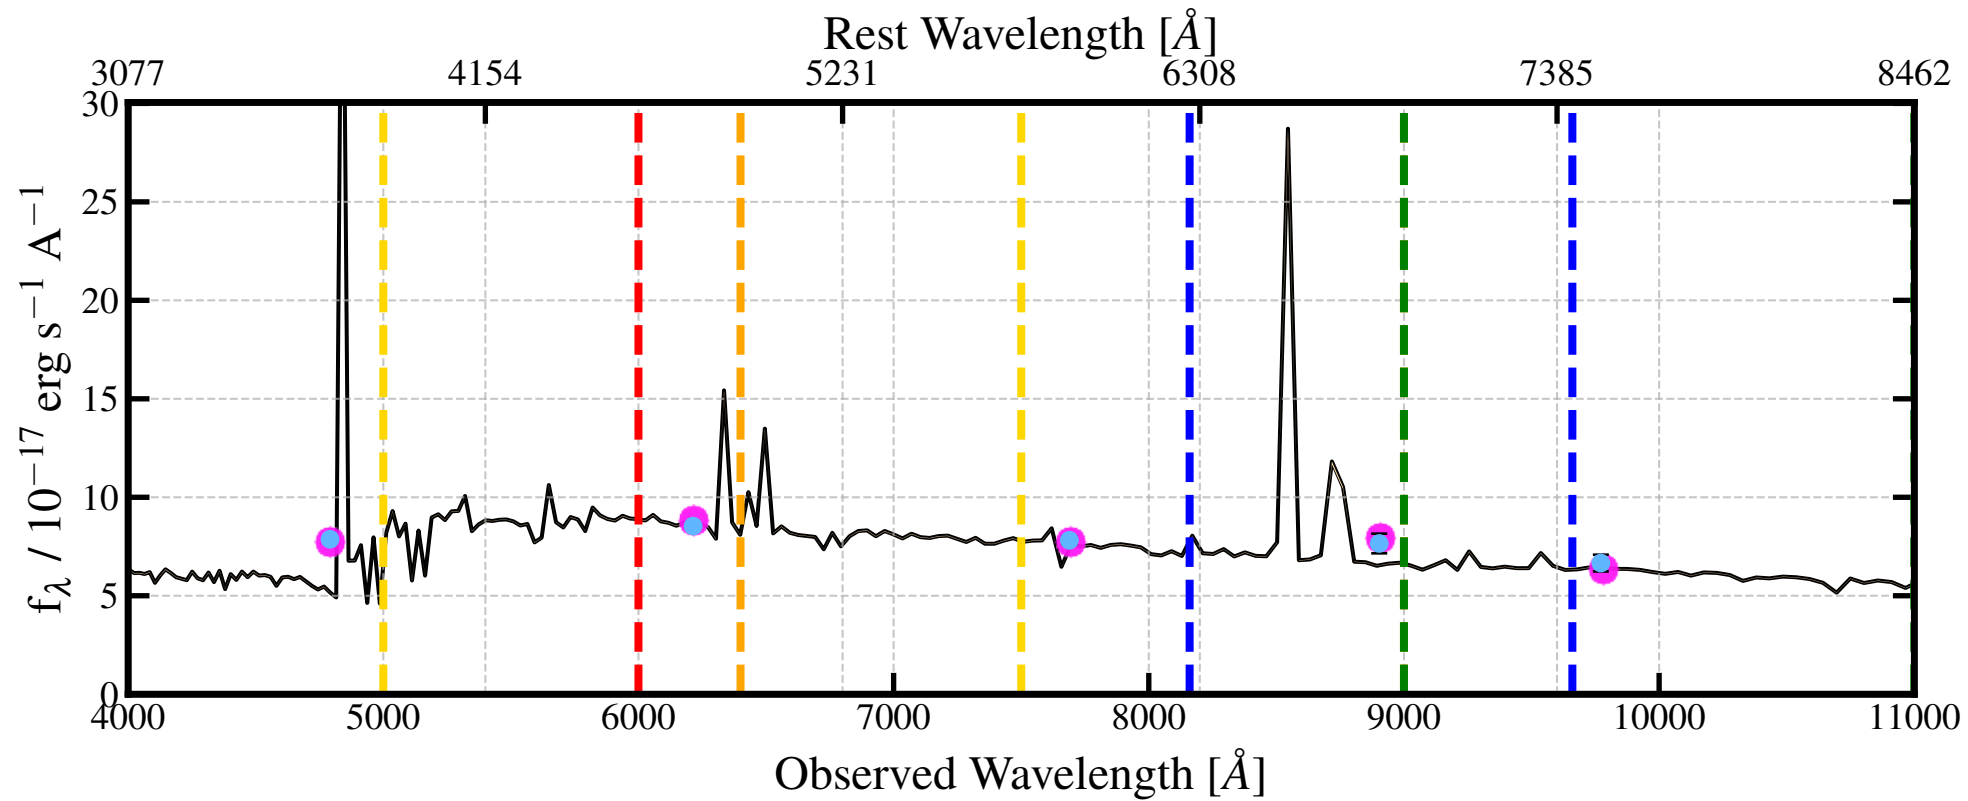 Rest Wavelength [Å]
3077 4154 5231 6308 7385 8462
30
25
20
15
10
5
0
f_λ / 10^−17 erg s^−1 A^−1
4000 5000 6000 7000 8000 9000 10000 11000
Observed Wavelength [Å]